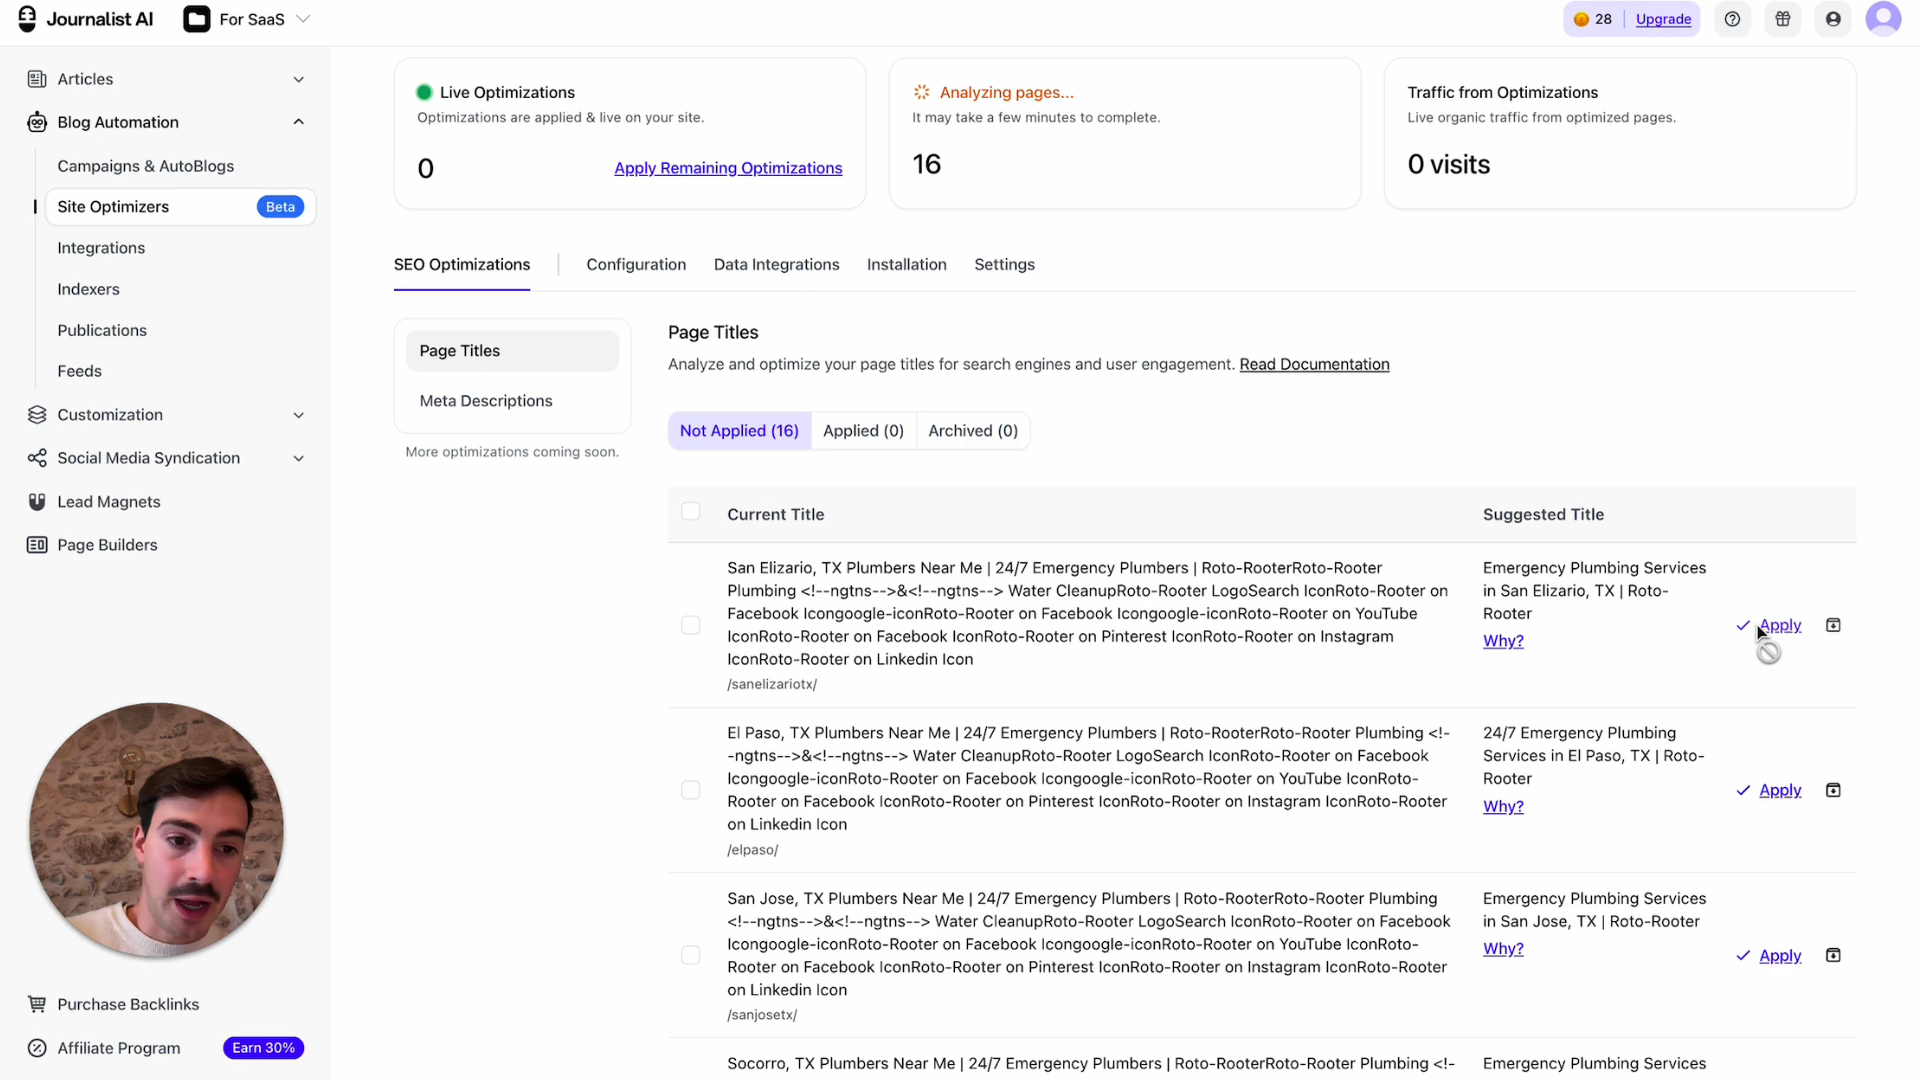 Journalist AI
For SaaS
28
Upgrade
Articles
Blog Automation
Campaigns & AutoBlogs
Site Optimizers
Beta
Integrations
Indexers
Publications
Feeds
Customization
Social Media Syndication
Lead Magnets
Page Builders
Purchase Backlinks
Affiliate Program
Earn 30%
Live Optimizations
Optimizations are applied & live on your site.
0
Apply Remaining Optimizations
Analyzing pages...
It may take a few minutes to complete.
16
Traffic from Optimizations
Live organic traffic from optimized pages.
0 visits
SEO Optimizations
Configuration
Data Integrations
Installation
Settings
Page Titles
Meta Descriptions
More optimizations coming soon.
Page Titles
Analyze and optimize your page titles for search engines and user engagement. Read Documentation
Not Applied (16)
Applied (0)
Archived (0)
Current Title
Suggested Title
San Elizario, TX Plumbers Near Me | 24/7 Emergency Plumbers | Roto-RooterRoto-Rooter
Plumbing <!--ngtns-->&<!--ngtns--> Water CleanupRoto-Rooter LogoSearch IconRoto-Rooter on
Facebook Icongoogle-iconRoto-Rooter on Facebook Icongoogle-iconRoto-Rooter on YouTube
IconRoto-Rooter on Facebook IconRoto-Rooter on Pinterest IconRoto-Rooter on Instagram
IconRoto-Rooter on Linkedin Icon
/sanelizariotx/
Emergency Plumbing Services
in San Elizario, TX | Roto-
Rooter
Why?
Apply
El Paso, TX Plumbers Near Me | 24/7 Emergency Plumbers | Roto-RooterRoto-Rooter Plumbing <!-
-ngtns-->&<!--ngtns--> Water CleanupRoto-Rooter LogoSearch IconRoto-Rooter on Facebook
Icongoogle-iconRoto-Rooter on Facebook Icongoogle-iconRoto-Rooter on YouTube IconRoto-
Rooter on Facebook IconRoto-Rooter on Pinterest IconRoto-Rooter on Instagram IconRoto-Rooter
on Linkedin Icon
/elpaso/
24/7 Emergency Plumbing
Services in El Paso, TX | Roto-
Rooter
Why?
Apply
San Jose, TX Plumbers Near Me | 24/7 Emergency Plumbers | Roto-RooterRoto-Rooter Plumbing
<!--ngtns-->&<!--ngtns--> Water CleanupRoto-Rooter LogoSearch IconRoto-Rooter on Facebook
Icongoogle-iconRoto-Rooter on Facebook Icongoogle-iconRoto-Rooter on YouTube IconRoto-
Rooter on Facebook IconRoto-Rooter on Pinterest IconRoto-Rooter on Instagram IconRoto-Rooter
on Linkedin Icon
/sanjosetx/
Emergency Plumbing Services
in San Jose, TX | Roto-Rooter
Why?
Apply
Socorro, TX Plumbers Near Me | 24/7 Emergency Plumbers | Roto-RooterRoto-Rooter Plumbing <!-
Emergency Plumbing Services